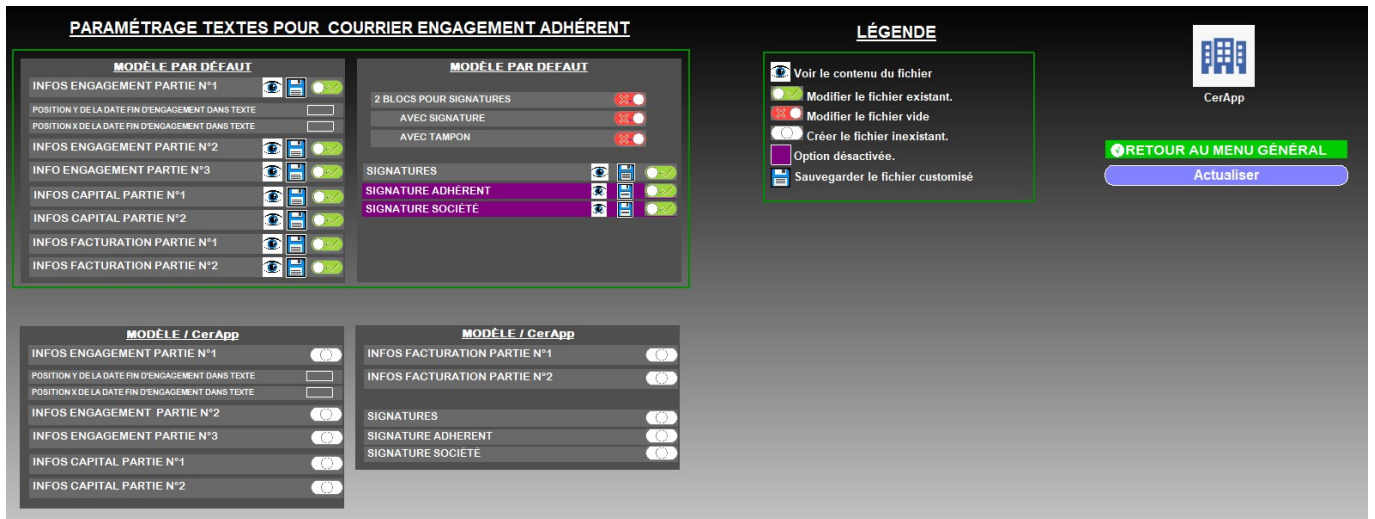 PARAMÉTRAGE TEXTES POUR COURRIER ENGAGEMENT ADHÉRENT
MODÈLE PAR DÉFAUT
INFOS ENGAGEMENT PARTIE N°1
POSITION Y DE LA DATE FIN D'ENGAGEMENT DANS TEXTE
POSITION X DE LA DATE FIN D'ENGAGEMENT DANS TEXTE
INFOS ENGAGEMENT PARTIE N°2
INFO ENGAGEMENT PARTIE N°3
INFOS CAPITAL PARTIE N°1
INFOS CAPITAL PARTIE N°2
INFOS FACTURATION PARTIE N°1
INFOS FACTURATION PARTIE N°2
MODÈLE PAR DEFAUT
2 BLOCS POUR SIGNATURES
AVEC SIGNATURE
AVEC TAMPON
SIGNATURES
SIGNATURE ADHÉRENT
SIGNATURE SOCIÉTÉ
LÉGENDE
Voir le contenu du fichier
Modifier le fichier existant.
Modifier le fichier vide
Créer le fichier inexistant.
Option désactivée.
Sauvegarder le fichier customisé
CerApp
RETOUR AU MENU GÉNÉRAL
Actualiser
MODÈLE / CerApp
INFOS ENGAGEMENT PARTIE N°1
POSITION Y DE LA DATE FIN D'ENGAGEMENT DANS TEXTE
POSITION X DE LA DATE FIN D'ENGAGEMENT DANS TEXTE
INFOS ENGAGEMENT PARTIE N°2
INFOS ENGAGEMENT PARTIE N°3
INFOS CAPITAL PARTIE N°1
INFOS CAPITAL PARTIE N°2
MODÈLE / CerApp
INFOS FACTURATION PARTIE N°1
INFOS FACTURATION PARTIE N°2
SIGNATURES
SIGNATURE ADHERENT
SIGNATURE SOCIÉTÉ